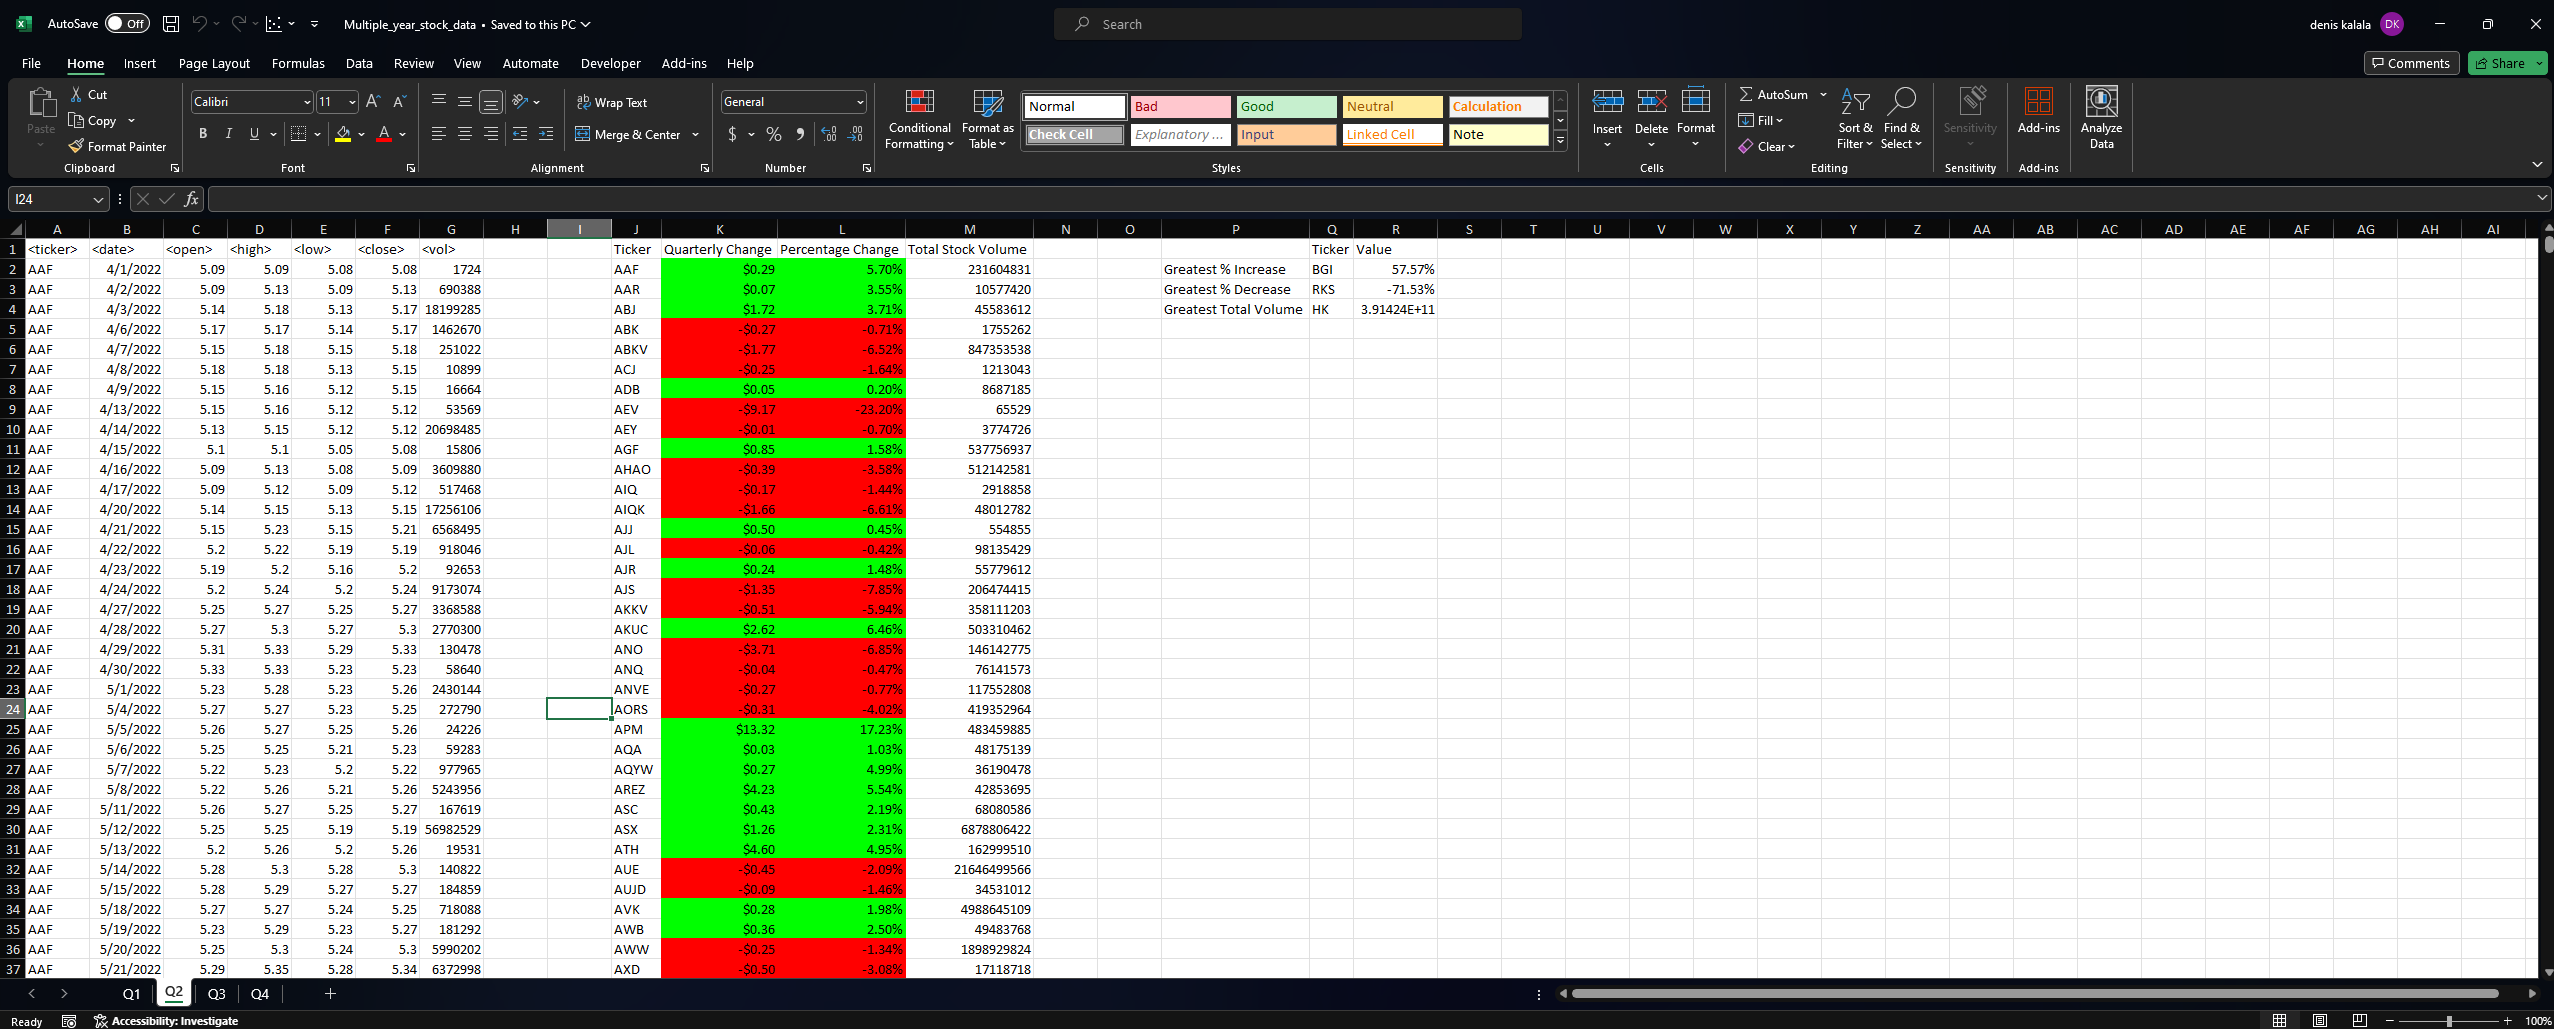 AutoSave Off Multiple_year_stock_data • Saved to this PC Search denis kalala DK
File Home Insert Page Layout Formulas Data Review View Automate Developer Add-ins Help Comments Share
Paste Cut Copy Format Painter Clipboard
Calibri 11 B I U A Font
Wrap Text Merge & Center Alignment
General $ % Number
Conditional Formatting Format as Table
Normal Bad Good Neutral Calculation
Check Cell Explanatory ... Input Linked Cell Note
Styles
Insert Delete Format Cells
AutoSum Fill Clear Sort & Filter Find & Select Editing
Sensitivity Sensitivity
Add-ins Add-ins
Analyze Data
I24 fx
A B C D E F G H I J K L M N O P Q R S T U V W X Y Z AA AB AC AD AE AF AG AH AI
1 <ticker> <date> <open> <high> <low> <close> <vol> Ticker Quarterly Change Percentage Change Total Stock Volume Ticker Value
2 AAF 4/1/2022 5.09 5.09 5.08 5.08 1724 AAF $0.29 5.70% 231604831 Greatest % Increase BGI 57.57%
3 AAF 4/2/2022 5.09 5.13 5.09 5.13 690388 AAR $0.07 3.55% 10577420 Greatest % Decrease RKS -71.53%
4 AAF 4/3/2022 5.14 5.18 5.13 5.17 18199285 ABJ $1.72 3.71% 45583612 Greatest Total Volume HK 3.91424E+11
5 AAF 4/6/2022 5.17 5.17 5.14 5.17 1462670 ABK -$0.27 -0.71% 1755262
6 AAF 4/7/2022 5.15 5.18 5.15 5.18 251022 ABKV -$1.77 -6.52% 847353538
7 AAF 4/8/2022 5.18 5.18 5.13 5.15 10899 ACJ -$0.25 -1.64% 1213043
8 AAF 4/9/2022 5.15 5.16 5.12 5.15 16664 ADB $0.05 0.20% 8687185
9 AAF 4/13/2022 5.15 5.16 5.12 5.12 53569 AEV -$9.17 -23.20% 65529
10 AAF 4/14/2022 5.13 5.15 5.12 5.12 20698485 AEY -$0.01 -0.70% 3774726
11 AAF 4/15/2022 5.1 5.1 5.05 5.08 15806 AGF $0.85 1.58% 537756937
12 AAF 4/16/2022 5.09 5.13 5.08 5.09 3609880 AHAO -$0.39 -3.58% 512142581
13 AAF 4/17/2022 5.09 5.12 5.09 5.12 517468 AIQ -$0.17 -1.44% 2918858
14 AAF 4/20/2022 5.14 5.15 5.13 5.15 17256106 AIQK -$1.66 -6.61% 48012782
15 AAF 4/21/2022 5.15 5.23 5.15 5.21 6568495 AJJ $0.50 0.45% 554855
16 AAF 4/22/2022 5.2 5.22 5.19 5.19 918046 AJL -$0.06 -0.42% 98135429
17 AAF 4/23/2022 5.19 5.2 5.16 5.2 92653 AJR $0.24 1.48% 55779612
18 AAF 4/24/2022 5.2 5.24 5.2 5.24 9173074 AJS -$1.35 -7.85% 206474415
19 AAF 4/27/2022 5.25 5.27 5.25 5.27 3368588 AKKV -$0.51 -5.94% 358111203
20 AAF 4/28/2022 5.27 5.3 5.27 5.3 2770300 AKUC $2.62 6.46% 503310462
21 AAF 4/29/2022 5.31 5.33 5.29 5.33 130478 ANO -$3.71 -6.85% 146142775
22 AAF 4/30/2022 5.33 5.33 5.23 5.23 58640 ANQ -$0.04 -0.47% 76141573
23 AAF 5/1/2022 5.23 5.28 5.23 5.26 2430144 ANVE -$0.27 -0.77% 117552808
24 AAF 5/4/2022 5.27 5.27 5.23 5.25 272790 AORS -$0.31 -4.02% 419352964
25 AAF 5/5/2022 5.26 5.27 5.25 5.26 24226 APM $13.32 17.23% 483459885
26 AAF 5/6/2022 5.25 5.25 5.21 5.23 59283 AQA $0.03 1.03% 48175139
27 AAF 5/7/2022 5.22 5.23 5.2 5.22 977965 AQYW $0.27 4.99% 36190478
28 AAF 5/8/2022 5.22 5.26 5.21 5.26 5243956 AREZ $4.23 5.54% 42853695
29 AAF 5/11/2022 5.26 5.27 5.25 5.27 167619 ASC $0.43 2.19% 68080586
30 AAF 5/12/2022 5.25 5.25 5.19 5.19 56982529 ASX $1.26 2.31% 6878806422
31 AAF 5/13/2022 5.2 5.26 5.2 5.26 19531 ATH $4.60 4.95% 162999510
32 AAF 5/14/2022 5.28 5.3 5.28 5.3 140822 AUE -$0.45 -2.09% 21646499566
33 AAF 5/15/2022 5.28 5.29 5.27 5.27 184859 AUJD -$0.09 -1.46% 34531012
34 AAF 5/18/2022 5.27 5.27 5.24 5.25 718088 AVK $0.28 1.98% 4988645109
35 AAF 5/19/2022 5.23 5.29 5.23 5.27 181292 AWB $0.36 2.50% 49483768
36 AAF 5/20/2022 5.25 5.3 5.24 5.3 5990202 AWW -$0.25 -1.34% 1898929824
37 AAF 5/21/2022 5.29 5.35 5.28 5.34 6372998 AXD -$0.50 -3.08% 17118718
Q1 Q2 Q3 Q4 +
Ready Accessibility: Investigate 100%